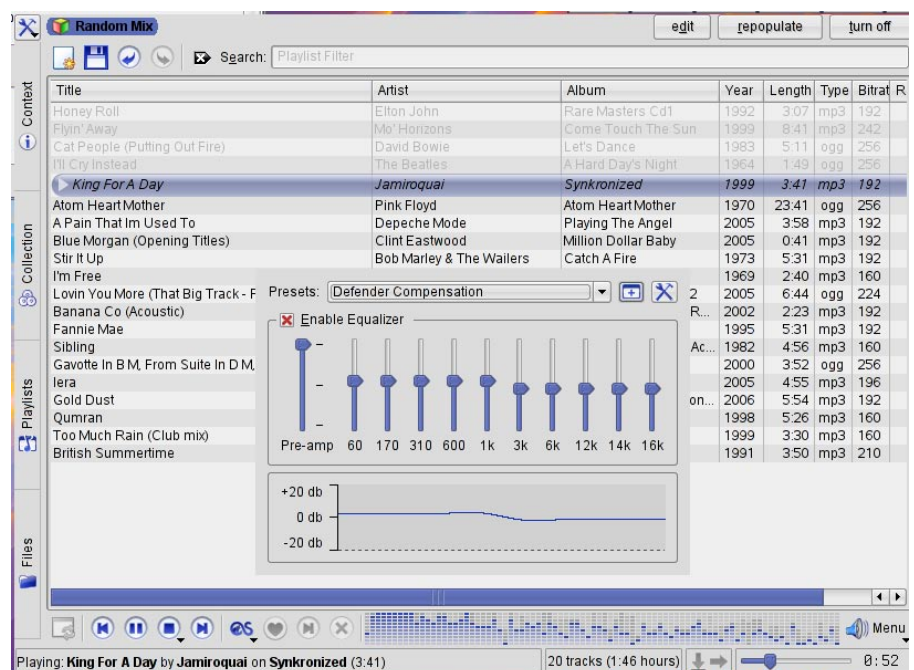 Random Mix edit repopulate turn off
Search: Playlist Filter
Context
Collection
Playlists
Files
Title Artist Album Year Length Type Bitrat R
Honey Roll Elton John Rare Masters Cd1 1992 3:07 mp3 192
Flyin' Away Mo' Horizons Come Touch The Sun 1999 8:41 mp3 242
Cat People (Putting Out Fire) David Bowie Let's Dance 1983 5:11 ogg 256
I'll Cry Instead The Beatles A Hard Day's Night 1964 1:49 ogg 256
King For A Day Jamiroquai Synkronized 1999 3:41 mp3 192
Atom Heart Mother Pink Floyd Atom Heart Mother 1970 23:41 ogg 256
A Pain That Im Used To Depeche Mode Playing The Angel 2005 3:58 mp3 192
Blue Morgan (Opening Titles) Clint Eastwood Million Dollar Baby 2005 0:41 mp3 192
Stir It Up Bob Marley & The Wailers Catch A Fire 1973 5:31 mp3 192
I'm Free 1969 2:40 mp3 160
Lovin You More (That Big Track - F 2 2005 6:44 ogg 224
Banana Co (Acoustic) R... 2002 2:23 mp3 192
Fannie Mae 1995 5:31 mp3 192
Sibling Ac... 1982 4:56 mp3 160
Gavotte In B M, From Suite In D M, 2000 3:52 ogg 256
Iera 2005 4:55 mp3 196
Gold Dust on... 2006 5:54 mp3 192
Qumran 1998 5:26 mp3 160
Too Much Rain (Club mix) 1999 3:30 mp3 160
British Summertime 1991 3:50 mp3 210
Presets: Defender Compensation
Enable Equalizer
Pre-amp 60 170 310 600 1k 3k 6k 12k 14k 16k
+20 db
0 db
-20 db
Menu
Playing: King For A Day by Jamiroquai on Synkronized (3:41) 20 tracks (1:46 hours) 0:52